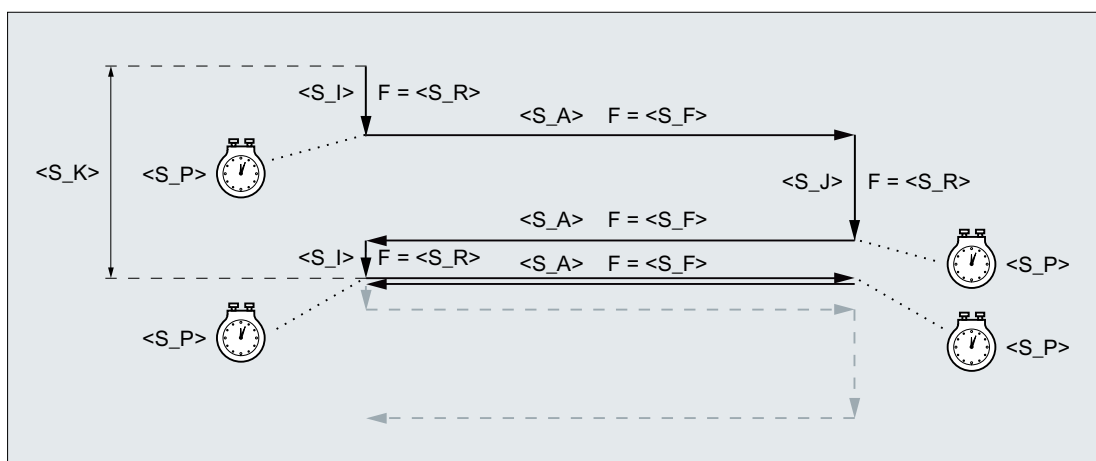 <S_I> F = <S_R>
<S_A> F = <S_F>
<S_K> <S_P>
<S_J> F = <S_R>
<S_A> F = <S_F>
<S_I> F = <S_R>
<S_A> F = <S_F>
<S_P>
<S_P>
<S_P>